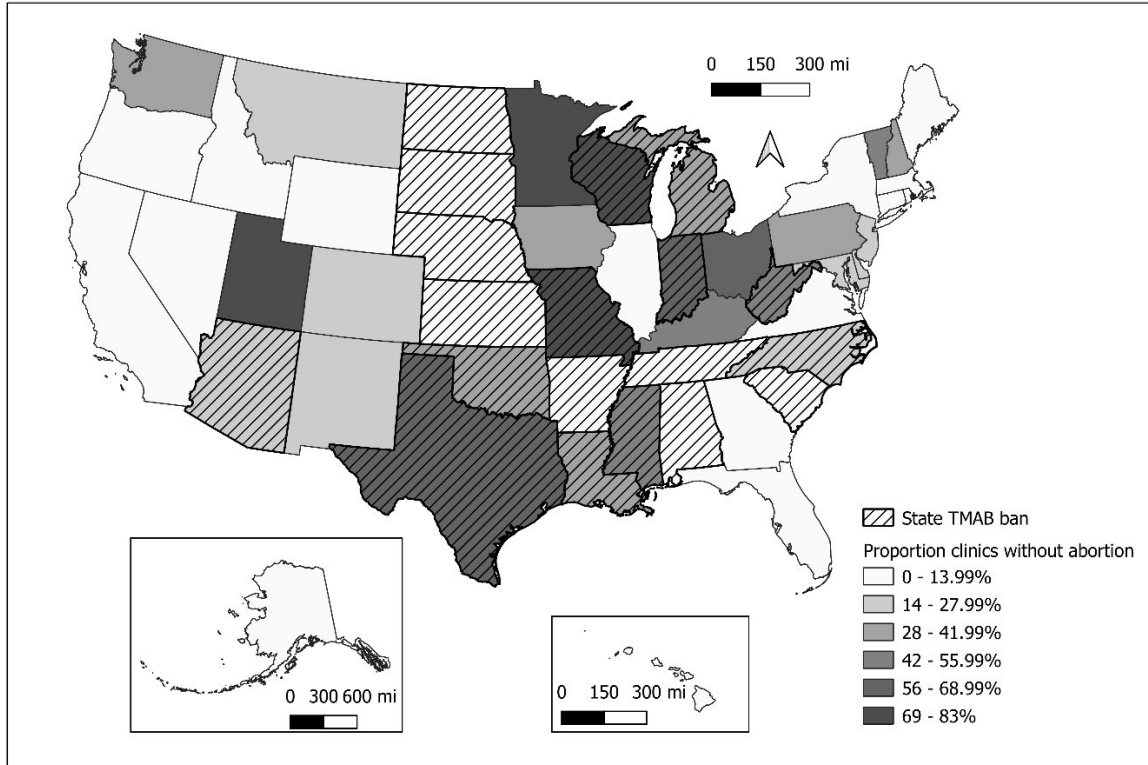 0 150 300 mi
State TMAB ban
Proportion clinics without abortion
0 - 13.99%
14 - 27.99%
28 - 41.99%
42 - 55.99%
56 - 68.99%
69 - 83%
0 300 600 mi
0 150 300 mi